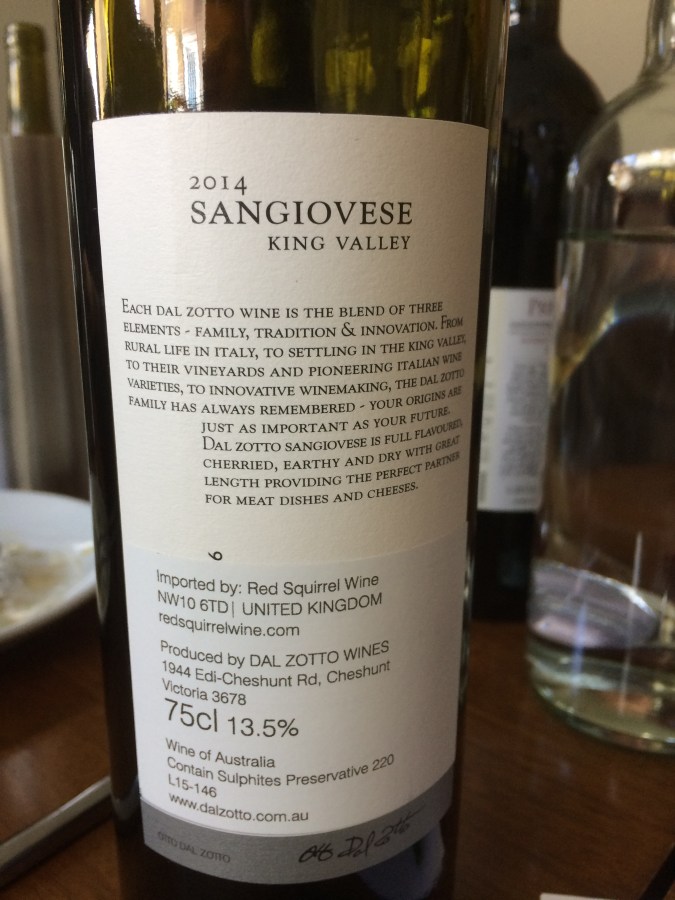 2014
SANGIOVESE
KING VALLEY
EACH DAL ZOTTO WINE IS THE BLEND OF THREE
ELEMENTS - FAMILY, TRADITION & INNOVATION. FROM
RURAL LIFE IN ITALY, TO SETTLING IN THE KING VALLEY,
TO THEIR VINEYARDS AND PIONEERING ITALIAN WINE
VARIETIES, TO INNOVATIVE WINEMAKING, THE DAL ZOTTO
FAMILY HAS ALWAYS REMEMBERED - YOUR ORIGINS ARE
JUST AS IMPORTANT AS YOUR FUTURE.
DAL ZOTTO SANGIOVESE IS FULL FLAVOURED,
CHERRIED, EARTHY AND DRY WITH GREAT
LENGTH PROVIDING THE PERFECT PARTNER
FOR MEAT DISHES AND CHEESES.
Imported by: Red Squirrel Wine
NW10 6TD| UNITED KINGDOM
redsquirrelwine.com
Produced by DAL ZOTTO WINES
1944 Edi-Cheshunt Rd, Cheshunt
Victoria 3678
75cl 13.5%
Wine of Australia
Contain Sulphites Preservative 220
L15-146
www.dalzotto.com.au
OTTO DAL ZOTTO
Otto Dal Zotto